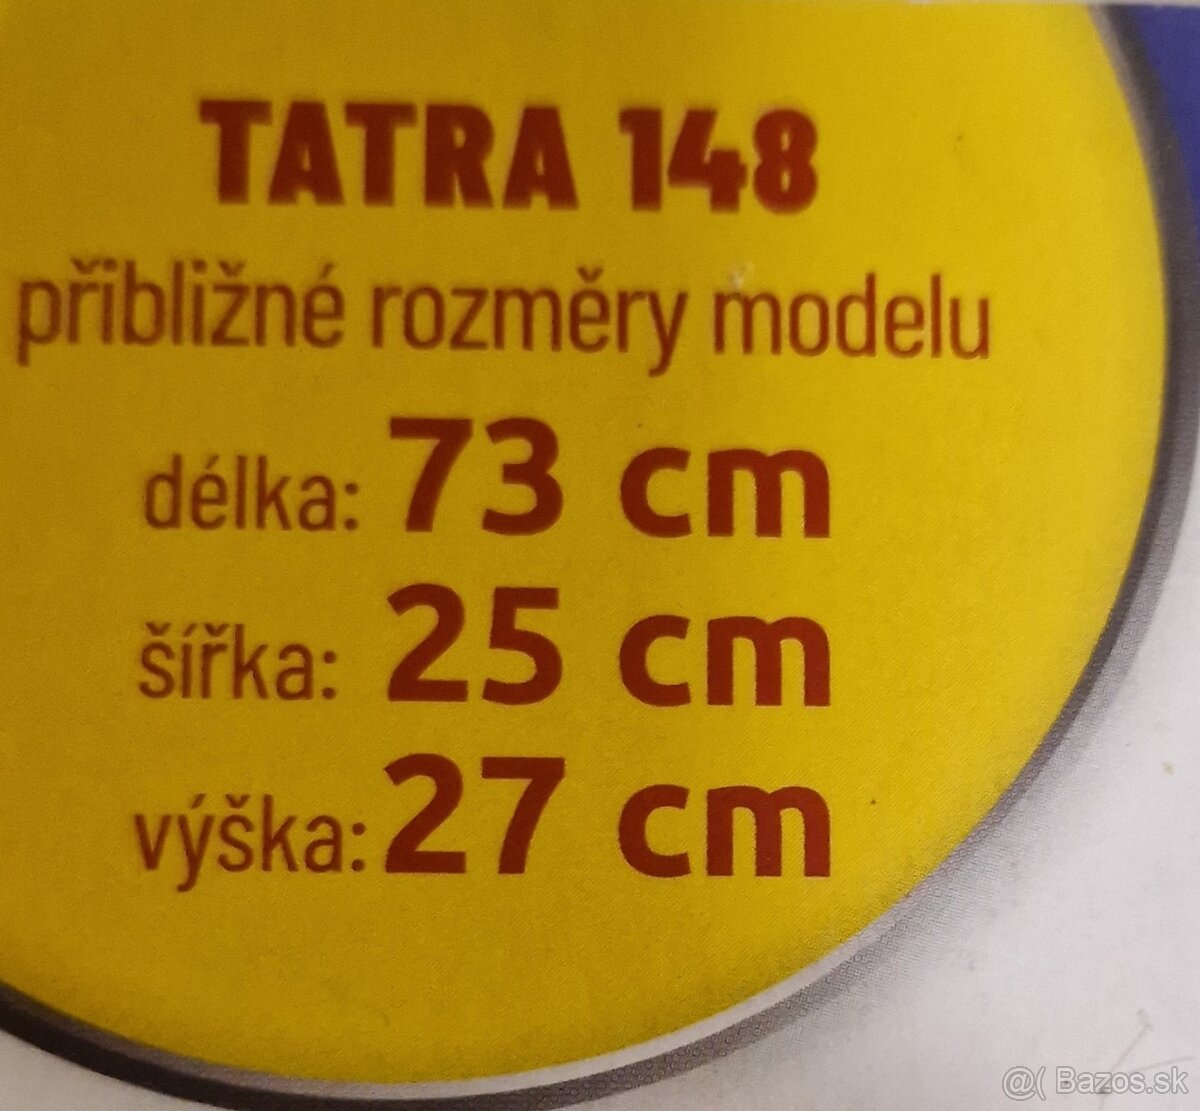 TATRA 148
přibližné rozměry modelu
délka: 73 cm
šířka: 25 cm
výška: 27 cm
@( Bazos.sk